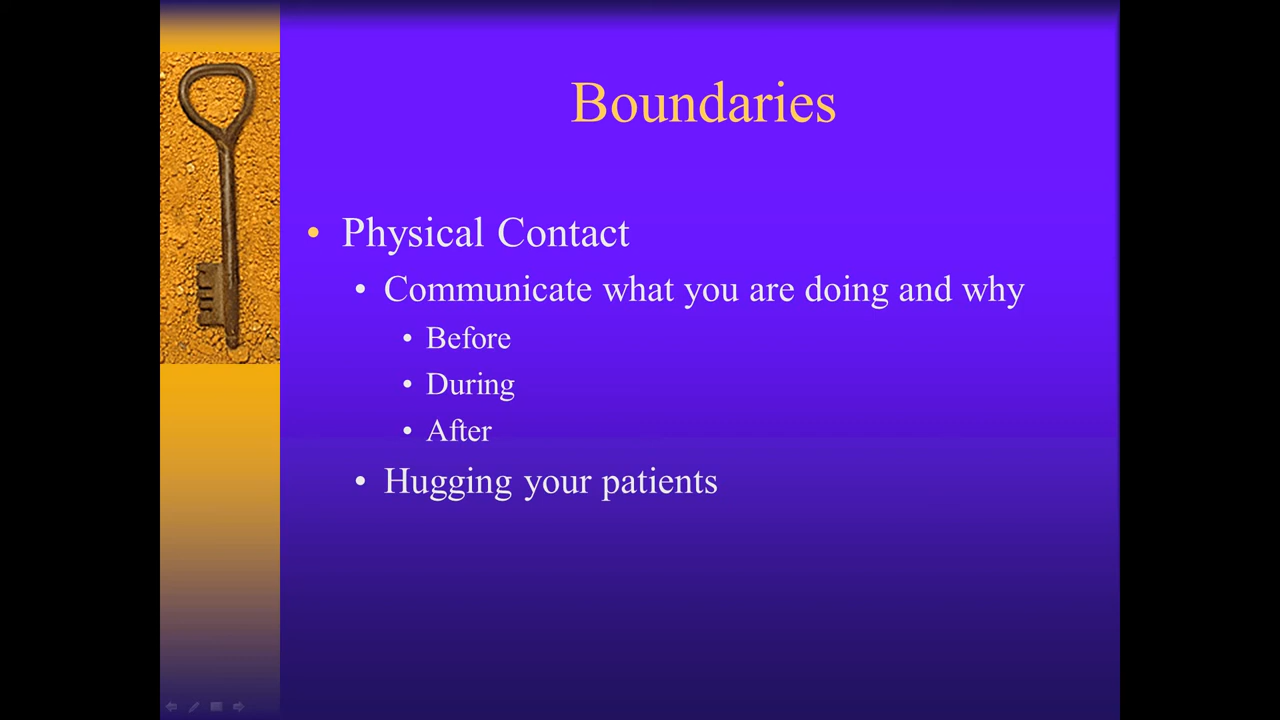 Boundaries
• Physical Contact
• Communicate what you are doing and why
• Before
• During
• After
• Hugging your patients